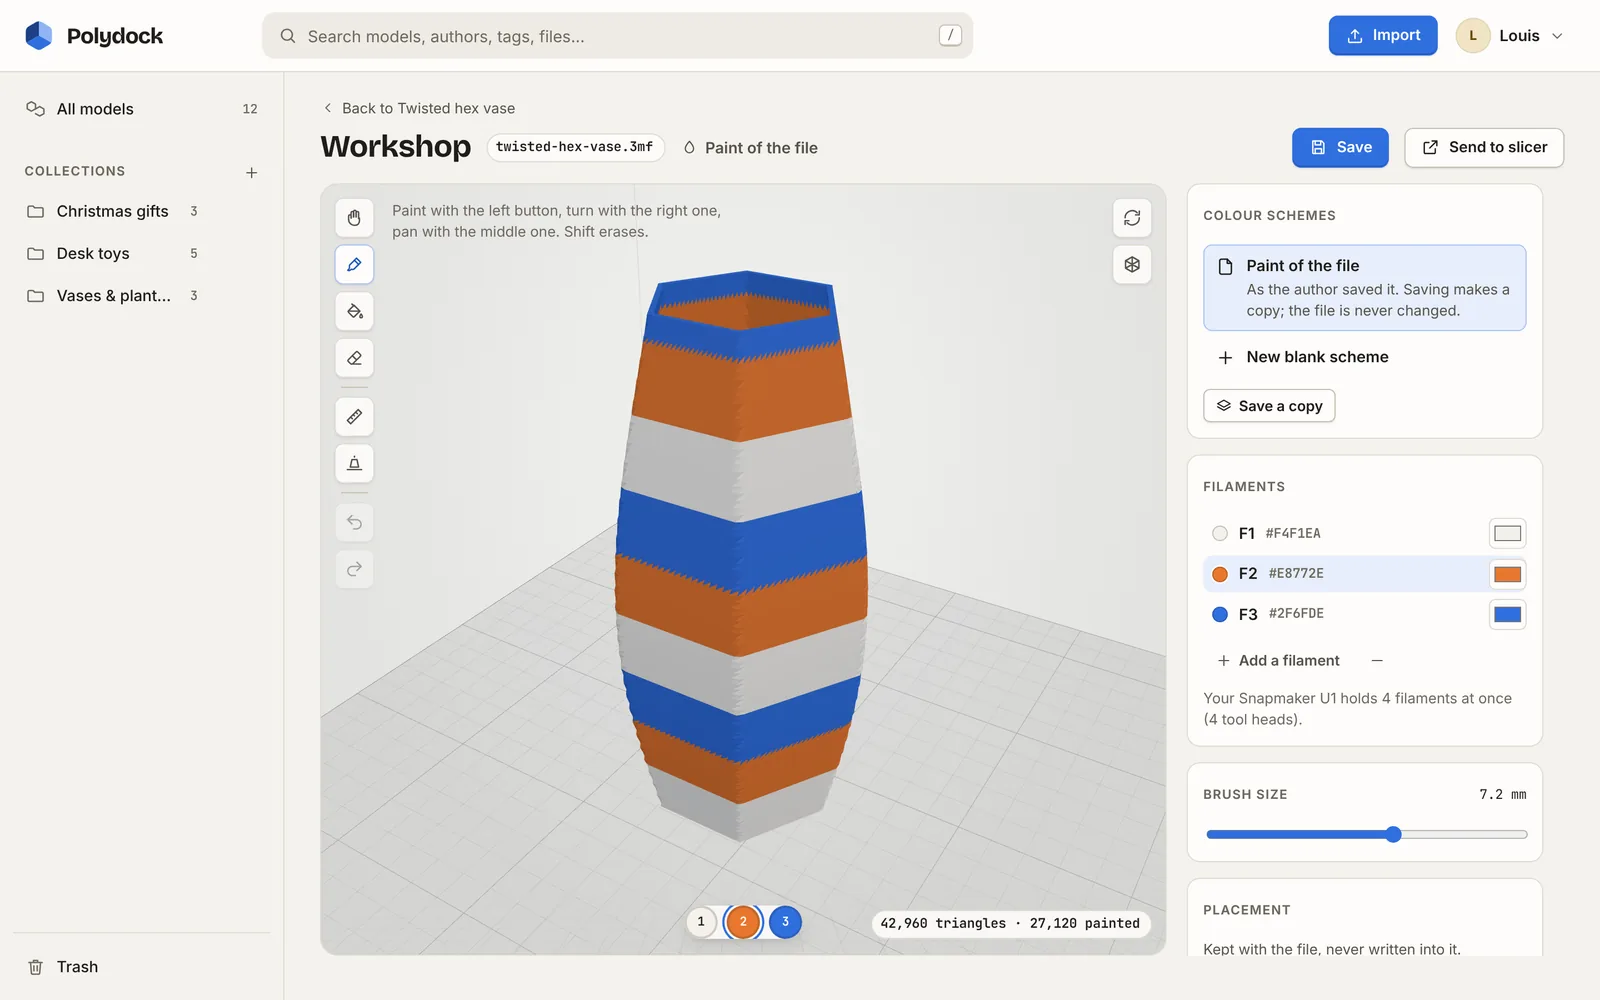 Polydock
Search models, authors, tags, files...
/
Import
L
Louis
All models
12
COLLECTIONS
Christmas gifts
3
Desk toys
5
Vases & plant...
3
Trash
Back to Twisted hex vase
Workshop
twisted-hex-vase.3mf
Paint of the file
Save
Send to slicer
Paint with the left button, turn with the right one,
pan with the middle one. Shift erases.
1
2
3
42,960 triangles · 27,120 painted
COLOUR SCHEMES
Paint of the file
As the author saved it. Saving makes a
copy; the file is never changed.
New blank scheme
Save a copy
FILAMENTS
F1 #F4F1EA
F2 #E8772E
F3 #2F6FDE
Add a filament
Your Snapmaker U1 holds 4 filaments at once
(4 tool heads).
BRUSH SIZE
7.2 mm
PLACEMENT
Kept with the file, never written into it.